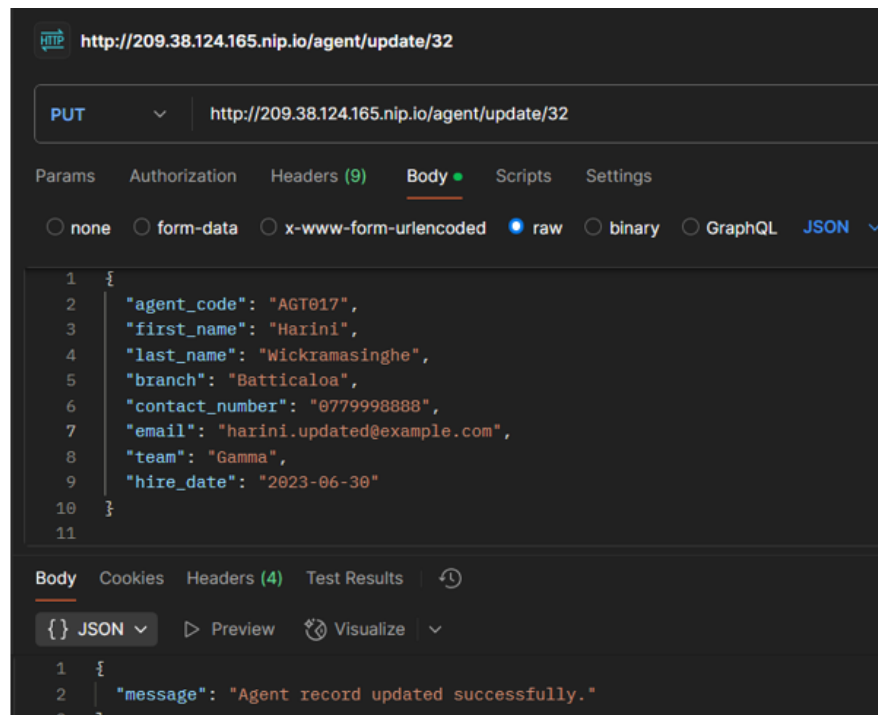 HTTP http://209.38.124.165.nip.io/agent/update/32
PUT http://209.38.124.165.nip.io/agent/update/32
Params Authorization Headers (9) Body Scripts Settings
none form-data x-www-form-urlencoded raw binary GraphQL JSON
1 {
2 "agent_code": "AGT017",
3 "first_name": "Harini",
4 "last_name": "Wickramasinghe",
5 "branch": "Batticaloa",
6 "contact_number": "0779998888",
7 "email": "harini.updated@example.com",
8 "team": "Gamma",
9 "hire_date": "2023-06-30"
10 }
11
Body Cookies Headers (4) Test Results
{} JSON Preview Visualize
1 {
2 "message": "Agent record updated successfully."